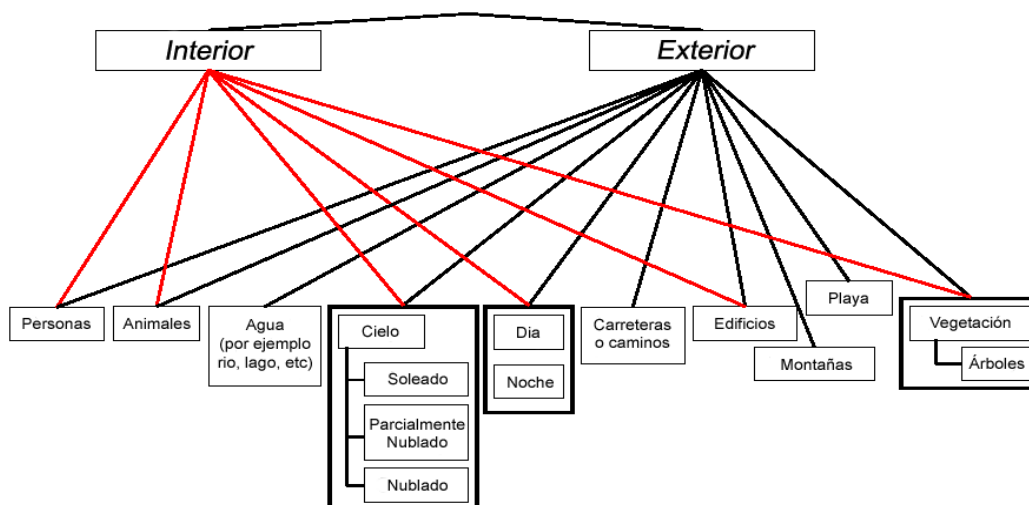 Interior
Exterior
Personas
Animales
Agua
(por ejemplo
rio, lago, etc)
Cielo
Soleado
Parcialmente
Nublado
Nublado
Dia
Noche
Carreteras
o caminos
Edificios
Montañas
Playa
Vegetación
Árboles